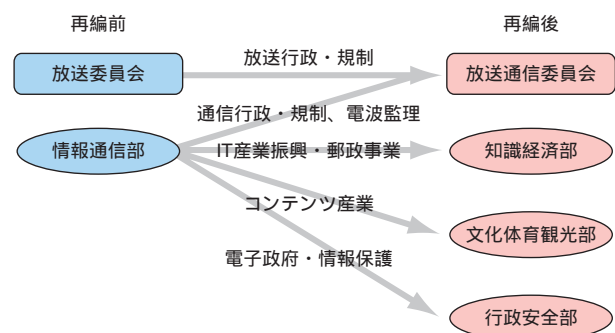 再編前
再編後
放送委員会
放送行政・規制
放送通信委員会
通信行政・規制、電波監理
情報通信部
IT産業振興・郵政事業
知識経済部
コンテンツ産業
文化体育観光部
電子政府・情報保護
行政安全部